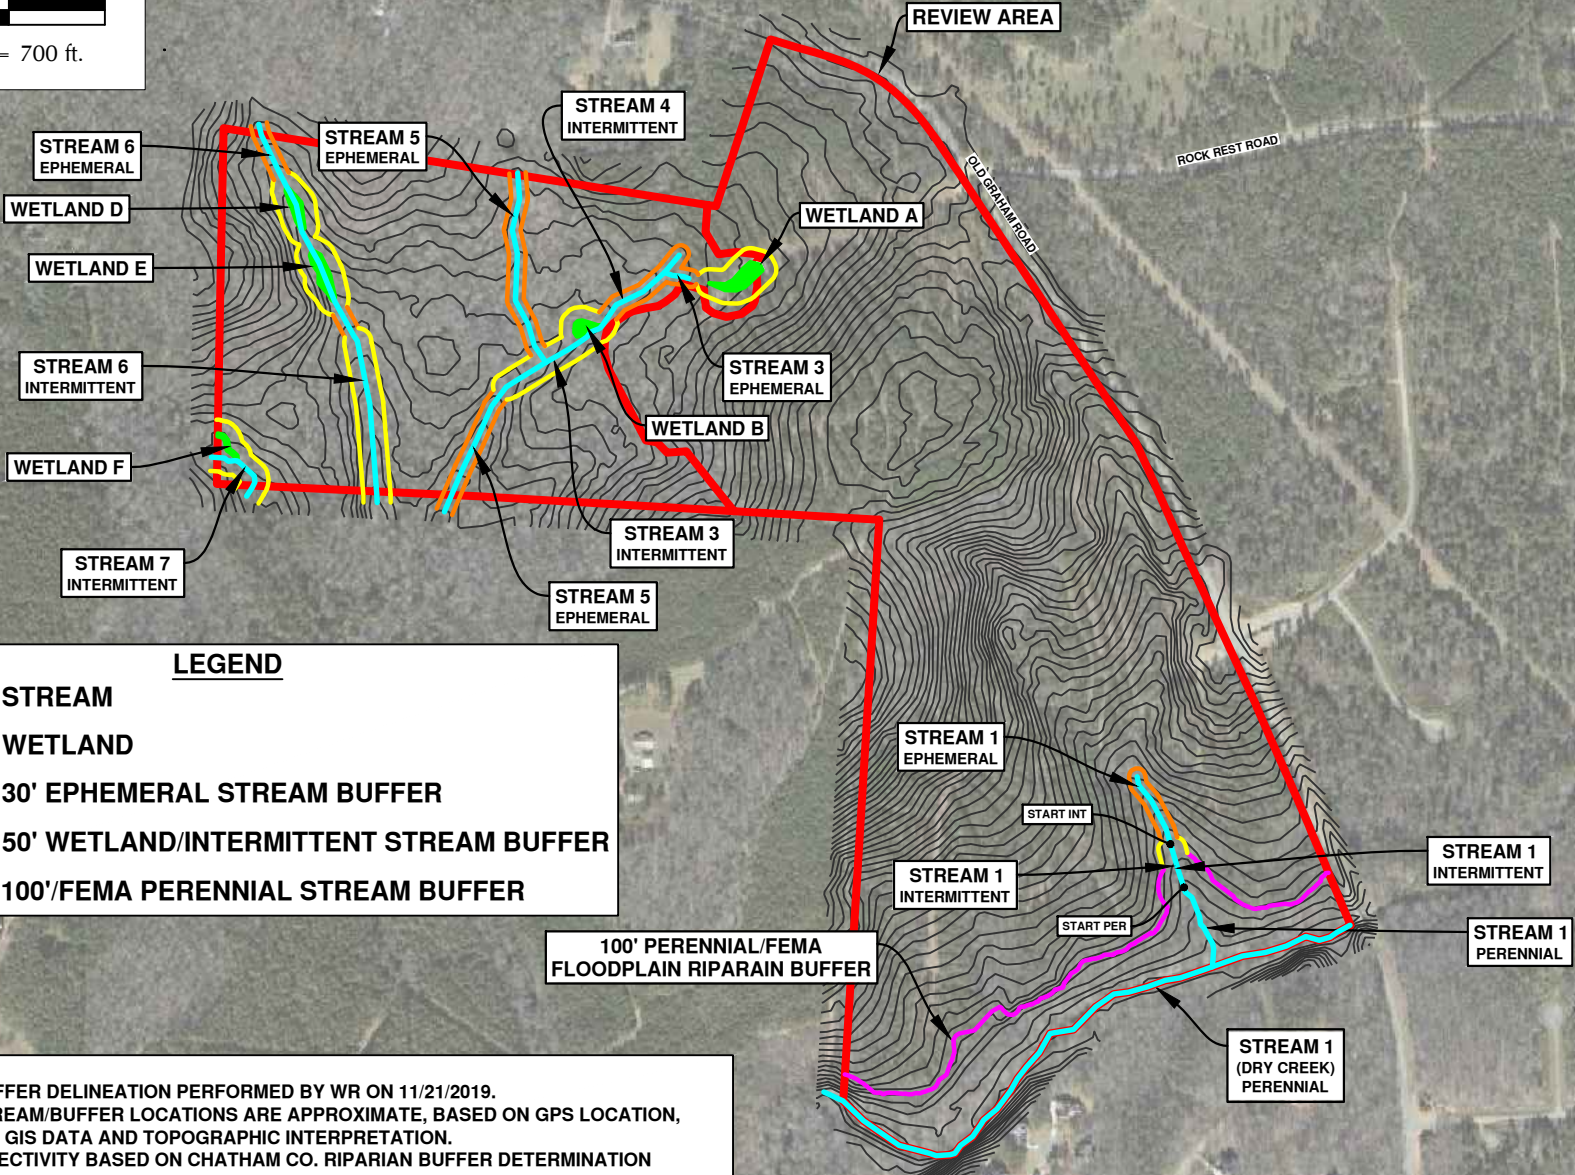 = 700 ft.
REVIEW AREA
STREAM 4
INTERMITTENT
STREAM 5
EPHEMERAL
STREAM 6
EPHEMERAL
ROCK REST ROAD
OLD GRAHAM ROAD
WETLAND D
WETLAND A
WETLAND E
STREAM 6
INTERMITTENT
STREAM 3
EPHEMERAL
WETLAND B
WETLAND F
STREAM 3
INTERMITTENT
STREAM 7
INTERMITTENT
STREAM 5
EPHEMERAL
LEGEND
STREAM
WETLAND
30' EPHEMERAL STREAM BUFFER
50' WETLAND/INTERMITTENT STREAM BUFFER
100'/FEMA PERENNIAL STREAM BUFFER
STREAM 1
EPHEMERAL
START INT
STREAM 1
INTERMITTENT
STREAM 1
INTERMITTENT
START PER
STREAM 1
PERENNIAL
100' PERENNIAL/FEMA
FLOODPLAIN RIPARAIN BUFFER
STREAM 1
(DRY CREEK)
PERENNIAL
FFER DELINEATION PERFORMED BY WR ON 11/21/2019.
REAM/BUFFER LOCATIONS ARE APPROXIMATE, BASED ON GPS LOCATION,
GIS DATA AND TOPOGRAPHIC INTERPRETATION.
ECTIVITY BASED ON CHATHAM CO. RIPARIAN BUFFER DETERMINATION